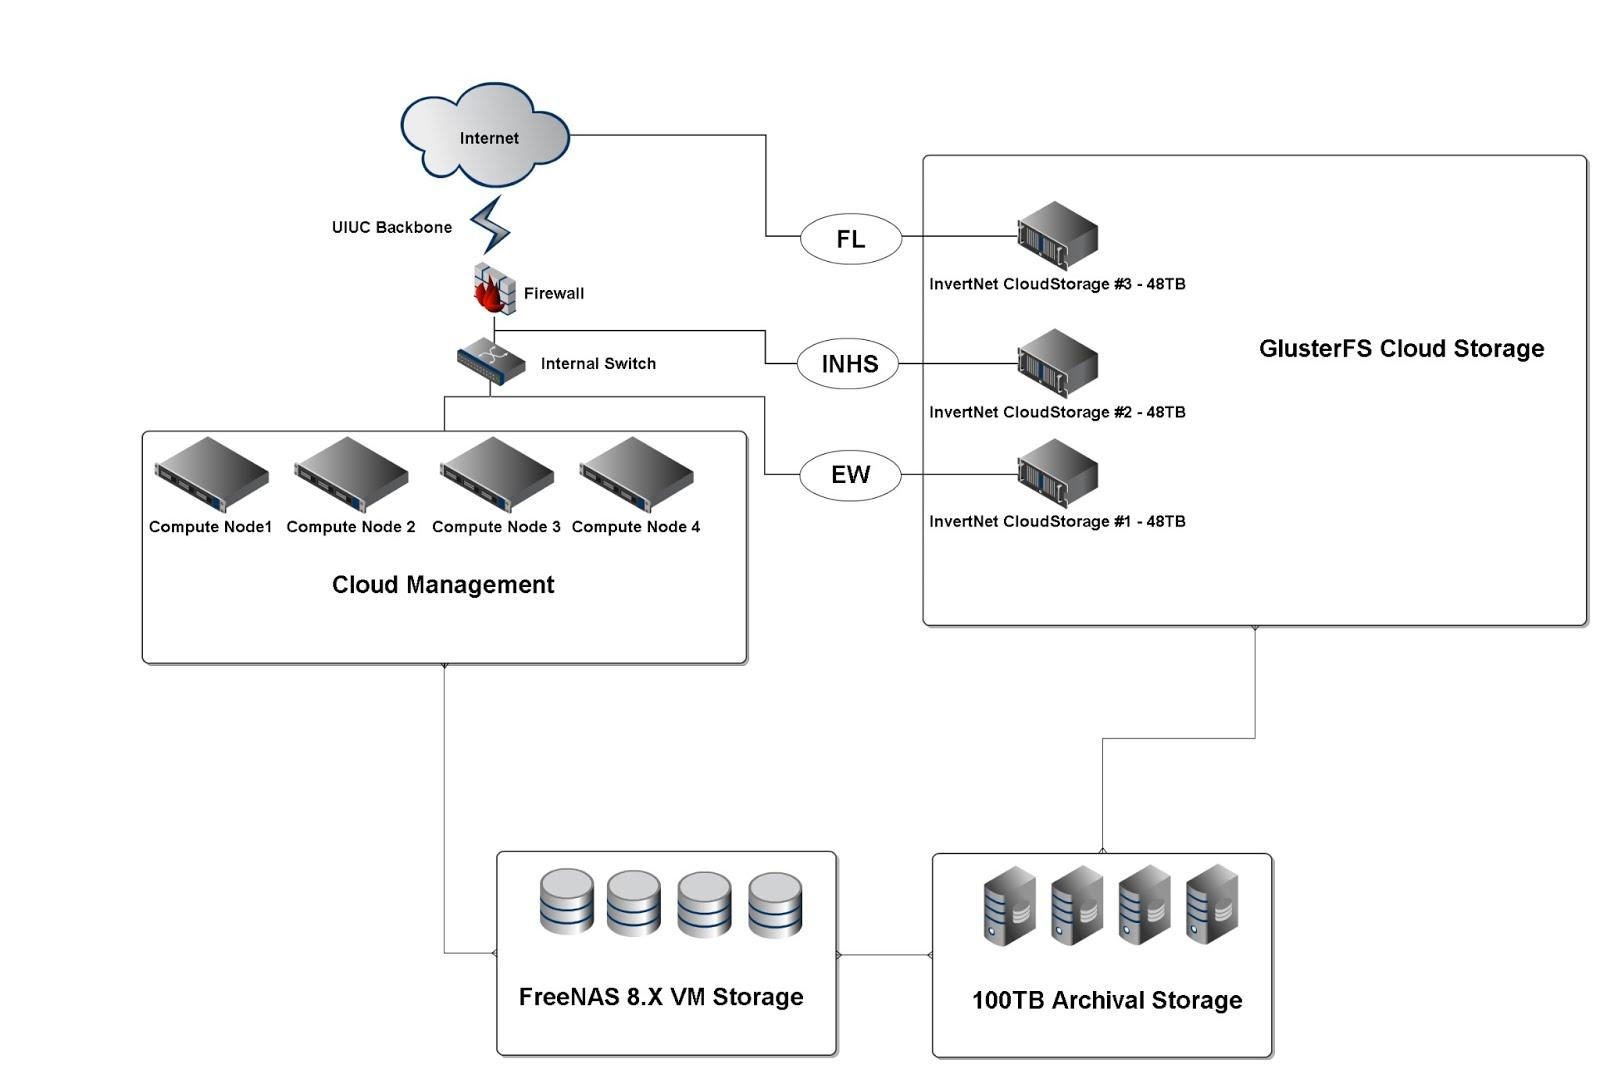 Internet
UIUC Backbone
Firewall
Internal Switch
FL
INHS
EW
InvertNet CloudStorage #3 - 48TB
InvertNet CloudStorage #2 - 48TB
InvertNet CloudStorage #1 - 48TB
GlusterFS Cloud Storage
Compute Node1
Compute Node 2
Compute Node 3
Compute Node 4
Cloud Management
FreeNAS 8.X VM Storage
100TB Archival Storage